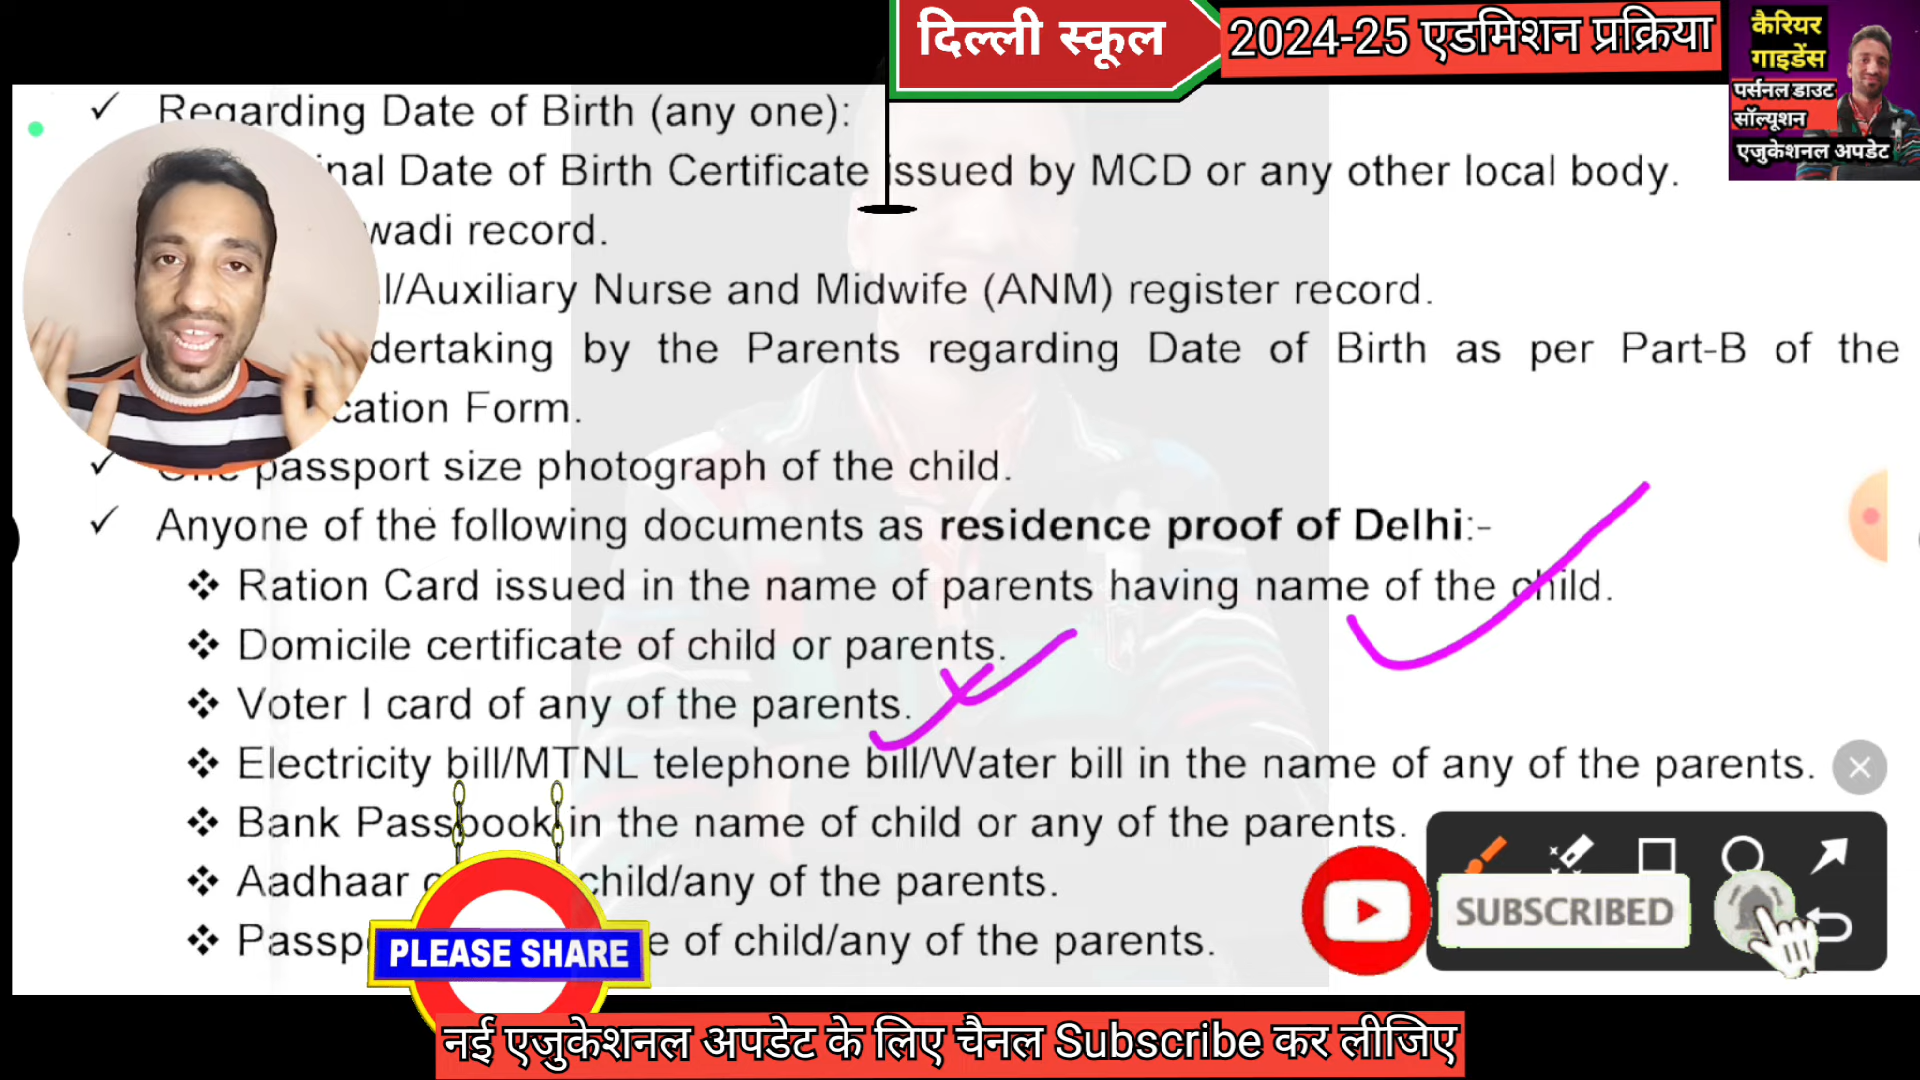 दिल्ली स्कूल
2024-25 एडमिशन प्रक्रिया
कैरियर
गाइडेंस
पर्सनल डाउट
सॉल्यूशन
एजुकेशनल अपडेट
✓ Regarding Date of Birth (any one):
nal Date of Birth Certificate issued by MCD or any other local body.
wadi record.
l/Auxiliary Nurse and Midwife (ANM) register record.
dertaking by the Parents regarding Date of Birth as per Part-B of the
cation Form.
✓ One passport size photograph of the child.
✓ Anyone of the following documents as residence proof of Delhi:-
❖ Ration Card issued in the name of parents having name of the child.
❖ Domicile certificate of child or parents.
❖ Voter I card of any of the parents.
❖ Electricity bill/MTNL telephone bill/Water bill in the name of any of the parents.
❖ Bank Passbook in the name of child or any of the parents.
❖ Aadhaar child/any of the parents.
❖ Passp e of child/any of the parents.
PLEASE SHARE
SUBSCRIBED
नई एजुकेशनल अपडेट के लिए चैनल Subscribe कर लीजिए